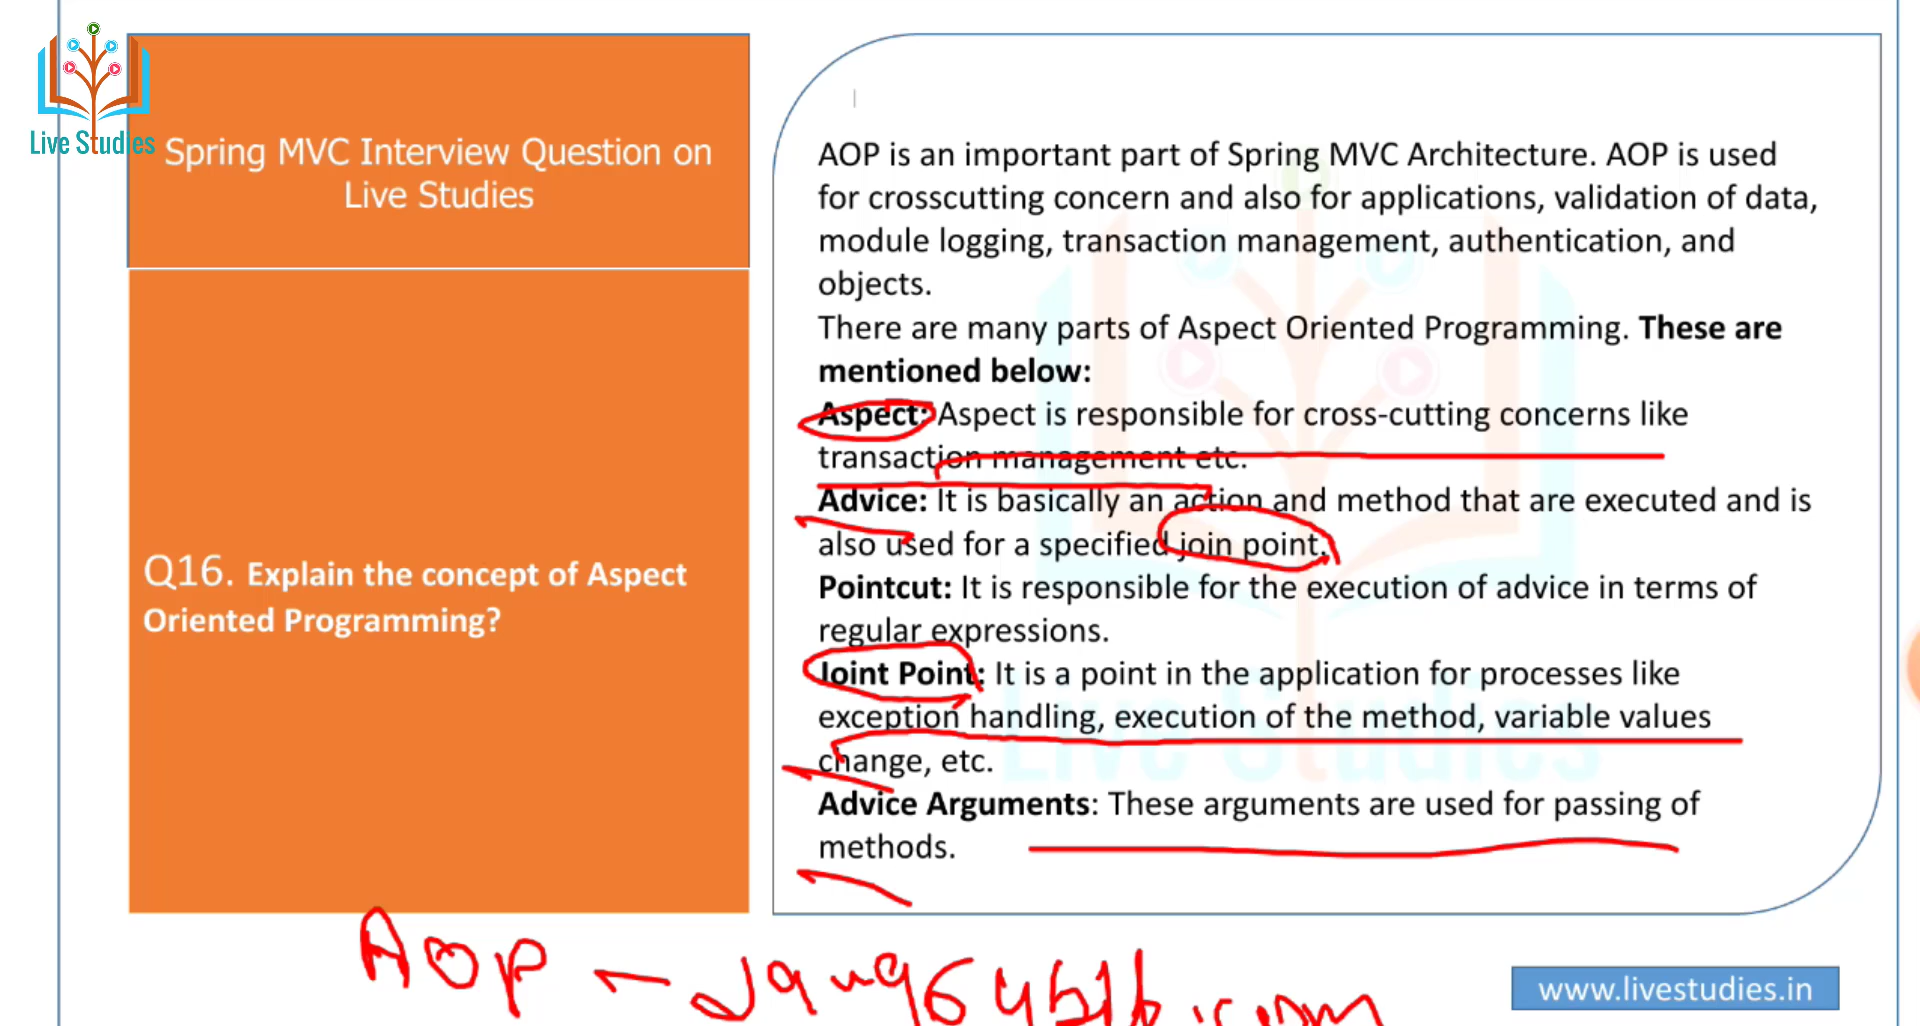 Live Studies
Spring MVC Interview Question on
Live Studies
Q16. Explain the concept of Aspect
Oriented Programming?
AOP is an important part of Spring MVC Architecture. AOP is used
for crosscutting concern and also for applications, validation of data,
module logging, transaction management, authentication, and
objects.
There are many parts of Aspect Oriented Programming. These are
mentioned below:
Aspect: Aspect is responsible for cross-cutting concerns like
transaction management etc.
Advice: It is basically an action and method that are executed and is
also used for a specified join point.
Pointcut: It is responsible for the execution of advice in terms of
regular expressions.
Joint Point: It is a point in the application for processes like
exception handling, execution of the method, variable values
change, etc.
Advice Arguments: These arguments are used for passing of
methods.
Live Studies
AOP -
www.livestudies.in